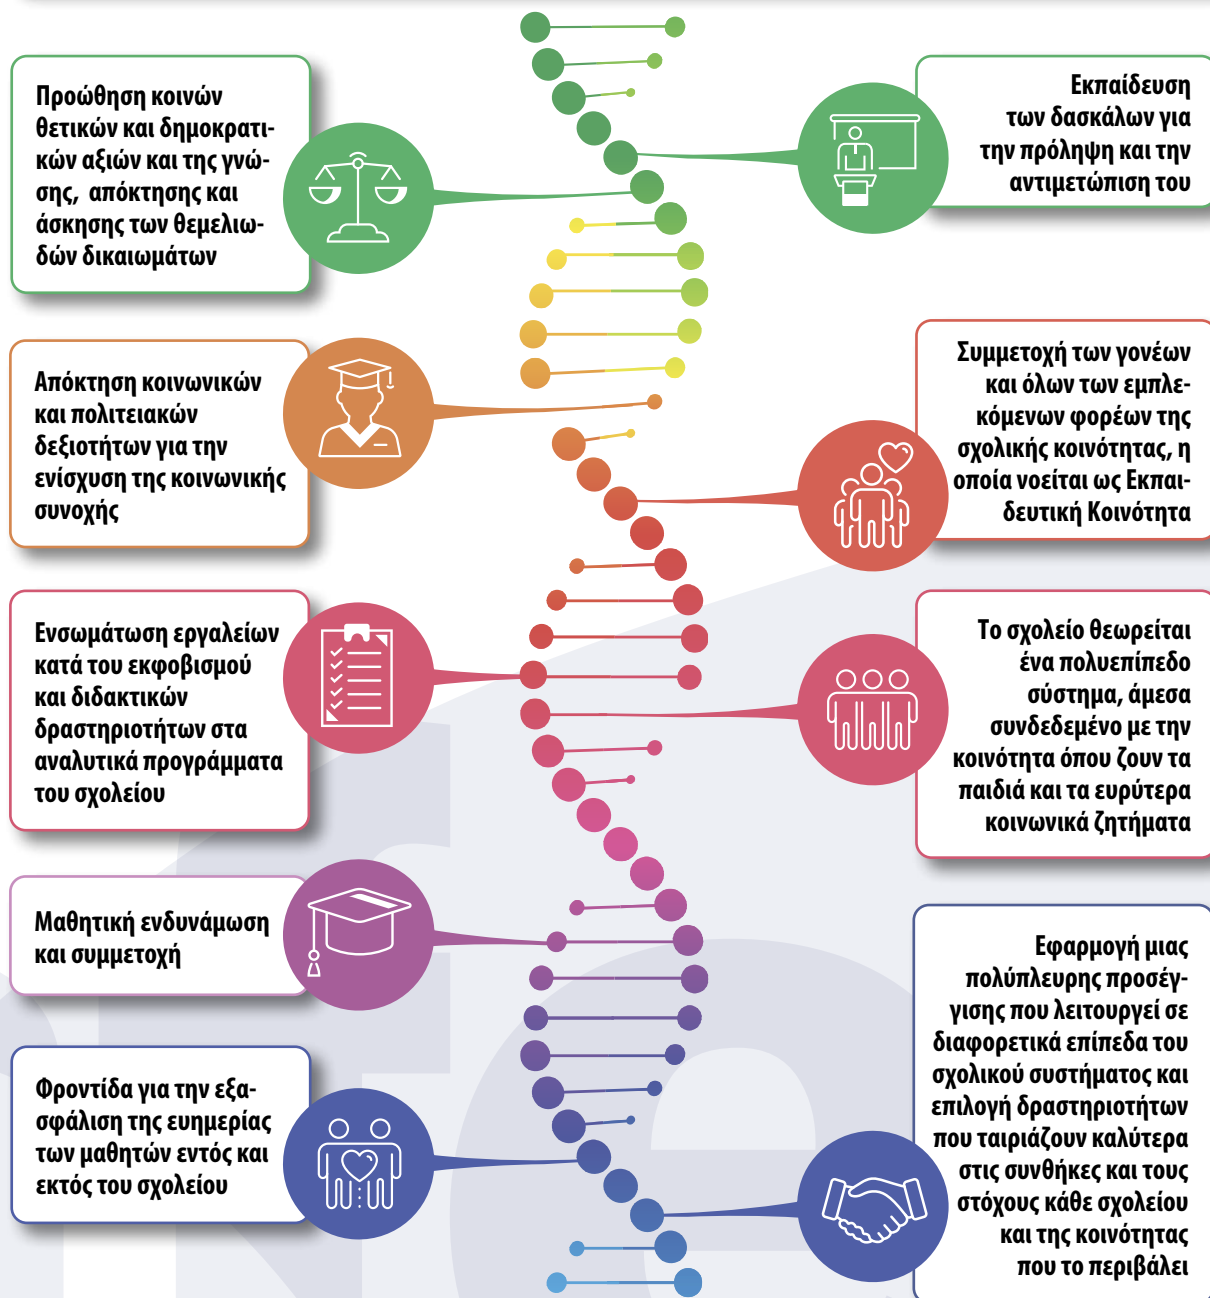 Προώθηση κοινών
θετικών και δημοκρατι-
κών αξιών και της γνώ-
σης, απόκτησης και
άσκησης των θεμελιω-
δών δικαιωμάτων
Εκπαίδευση
των δασκάλων για
την πρόληψη και την
αντιμετώπιση του
Απόκτηση κοινωνικών
και πολιτειακών
δεξιοτήτων για την
ενίσχυση της κοινωνικής
συνοχής
Συμμετοχή των γονέων
και όλων των εμπλε-
κόμενων φορέων της
σχολικής κοινότητας, η
οποία νοείται ως Εκπαι-
δευτική Κοινότητα
Ενσωμάτωση εργαλείων
κατά του εκφοβισμού
και διδακτικών
δραστηριοτήτων στα
αναλυτικά προγράμματα
του σχολείου
Το σχολείο θεωρείται
ένα πολυεπίπεδο
σύστημα, άμεσα
συνδεδεμένο με την
κοινότητα όπου ζουν τα
παιδιά και τα ευρύτερα
κοινωνικά ζητήματα
Μαθητική ενδυνάμωση
και συμμετοχή
Εφαρμογή μιας
πολύπλευρης προσέγ-
γισης που λειτουργεί σε
διαφορετικά επίπεδα του
σχολικού συστήματος και
επιλογή δραστηριοτήτων
που ταιριάζουν καλύτερα
στις συνθήκες και τους
στόχους κάθε σχολείου
και της κοινότητας
που το περιβάλει
Φροντίδα για την εξα-
σφάλιση της ευημερίας
των μαθητών εντός και
εκτός του σχολείου